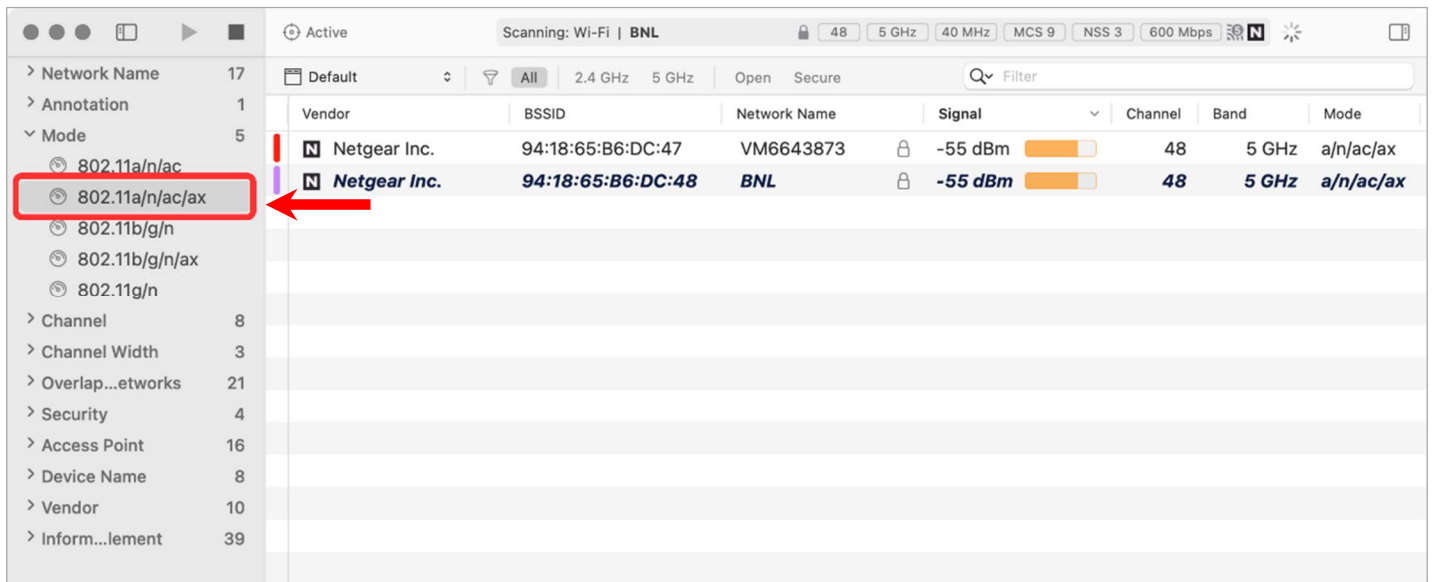 Active
Scanning: Wi-Fi | BNL
48 5 GHz 40 MHz MCS 9 NSS 3 600 Mbps N
Network Name 17
Annotation 1
Mode 5
802.11a/n/ac
802.11a/n/ac/ax
802.11b/g/n
802.11b/g/n/ax
802.11g/n
Channel 8
Channel Width 3
Overlap...etworks 21
Security 4
Access Point 16
Device Name 8
Vendor 10
Inform...lement 39
Default All 2.4 GHz 5 GHz Open Secure Filter
Vendor BSSID Network Name Signal Channel Band Mode
N Netgear Inc. 94:18:65:B6:DC:47 VM6643873 -55 dBm 48 5 GHz a/n/ac/ax
N Netgear Inc. 94:18:65:B6:DC:48 BNL -55 dBm 48 5 GHz a/n/ac/ax